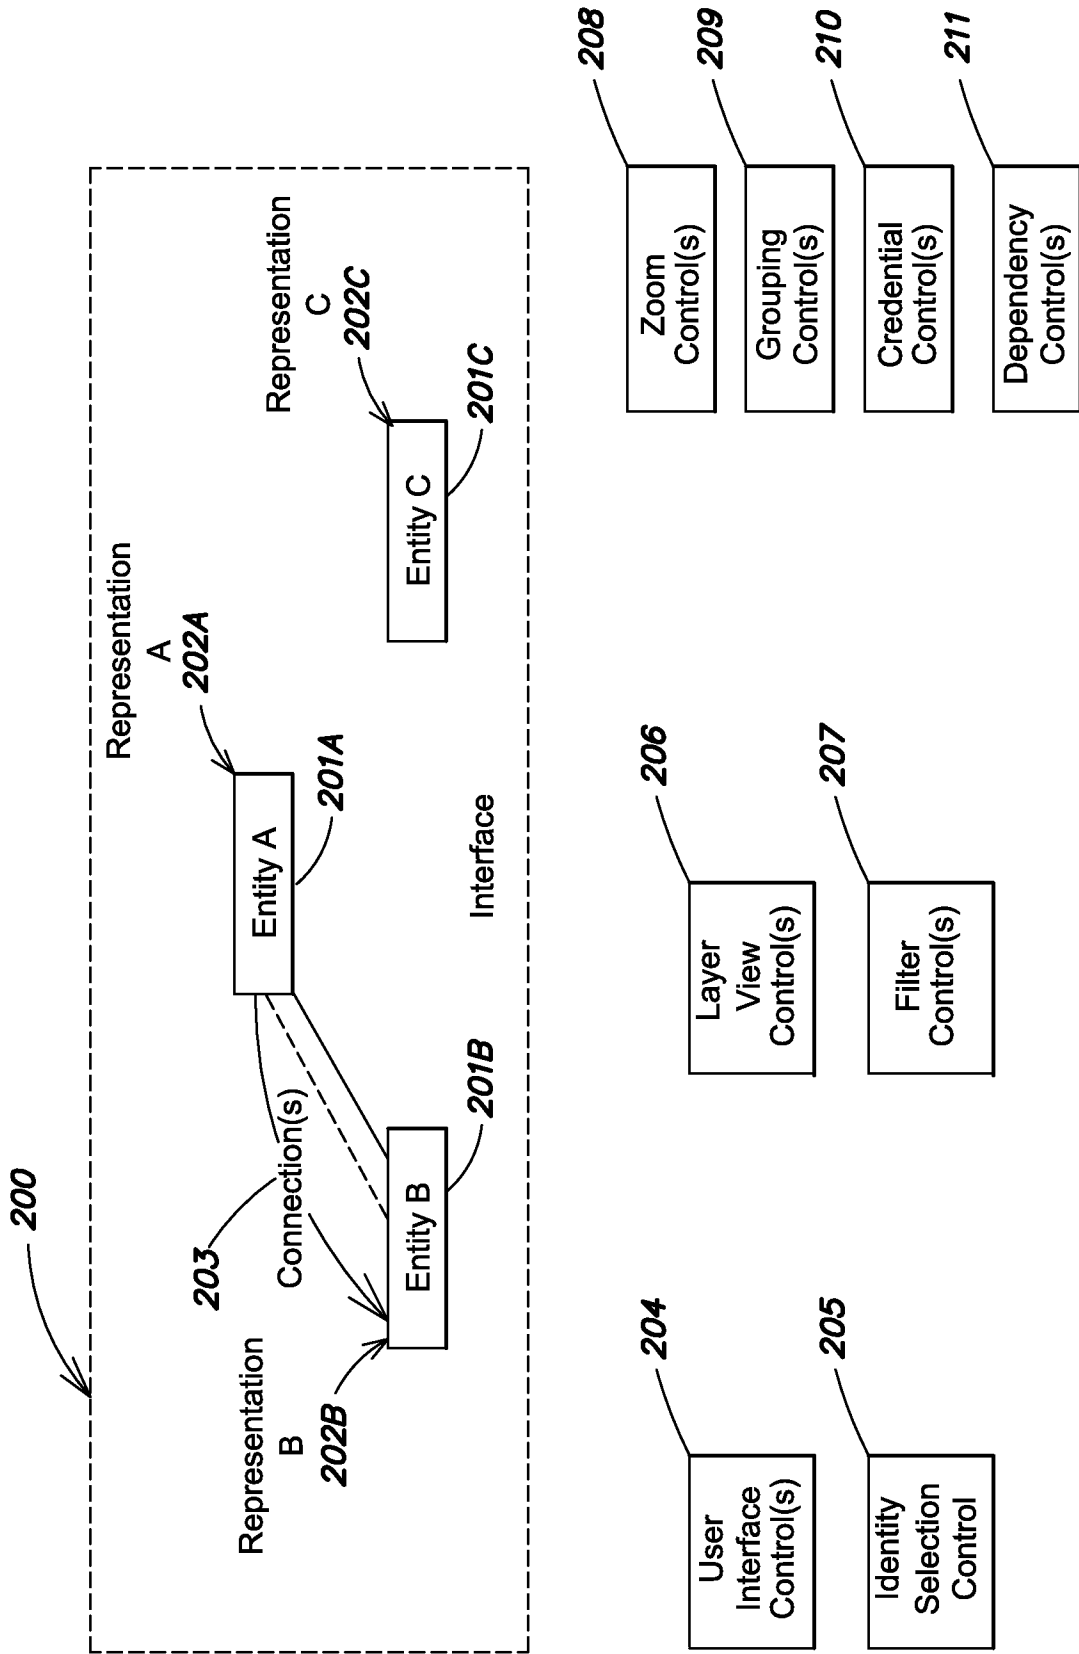 200
Representation
A
202A
Representation
B
202B
203
Connection(s)
Entity A
201A
Representation
C
202C
Entity B
201B
Entity C
201C
Interface
User
Interface
Control(s)
204
Identity
Selection
Control
205
Layer
View
Control(s)
206
Filter
Control(s)
207
Zoom
Control(s)
208
Grouping
Control(s)
209
Credential
Control(s)
210
Dependency
Control(s)
211